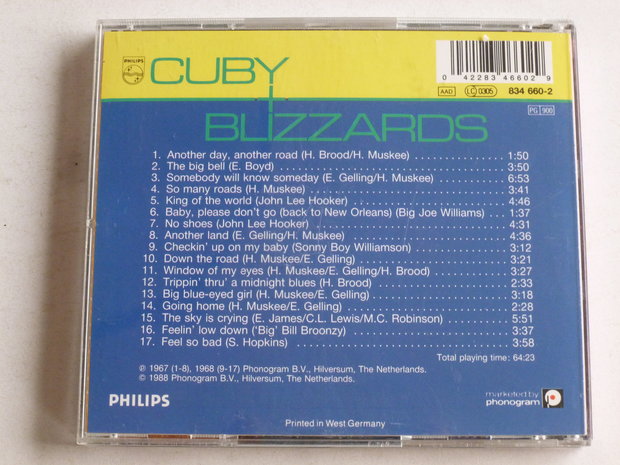 PHILIPS
CUBY
BLIZZARDS
0 42283 46602 9
AAD LC 0305 834 660-2
PG 900
1. Another day, another road (H. Brood/H. Muskee) 1:50
2. The big bell (E. Boyd) 3:50
3. Somebody will know someday (E. Gelling/H. Muskee) 6:53
4. So many roads (H. Muskee) 3:41
5. King of the world (John Lee Hooker) 4:46
6. Baby, please don't go (back to New Orleans) (Big Joe Williams) 1:37
7. No shoes (John Lee Hooker) 4:31
8. Another land (E. Gelling/H. Muskee) 4:36
9. Checkin' up on my baby (Sonny Boy Williamson) 3:12
10. Down the road (H. Muskee/E. Gelling) 3:21
11. Window of my eyes (H. Muskee/E. Gelling/H. Brood) 3:27
12. Trippin' thru' a midnight blues (H. Brood) 2:33
13. Big blue-eyed girl (H. Muskee/E. Gelling) 3:18
14. Going home (H. Muskee/E. Gelling) 2:28
15. The sky is crying (E. James/C.L. Lewis/M.C. Robinson) 5:51
16. Feelin' low down ('Big' Bill Broonzy) 3:37
17. Feel so bad (S. Hopkins) 3:58
Total playing time: 64:23
℗ 1967 (1-8), 1968 (9-17) Phonogram B.V., Hilversum, The Netherlands.
© 1988 Phonogram B.V., Hilversum, The Netherlands.
PHILIPS
marketed by
phonogram
Printed in West Germany